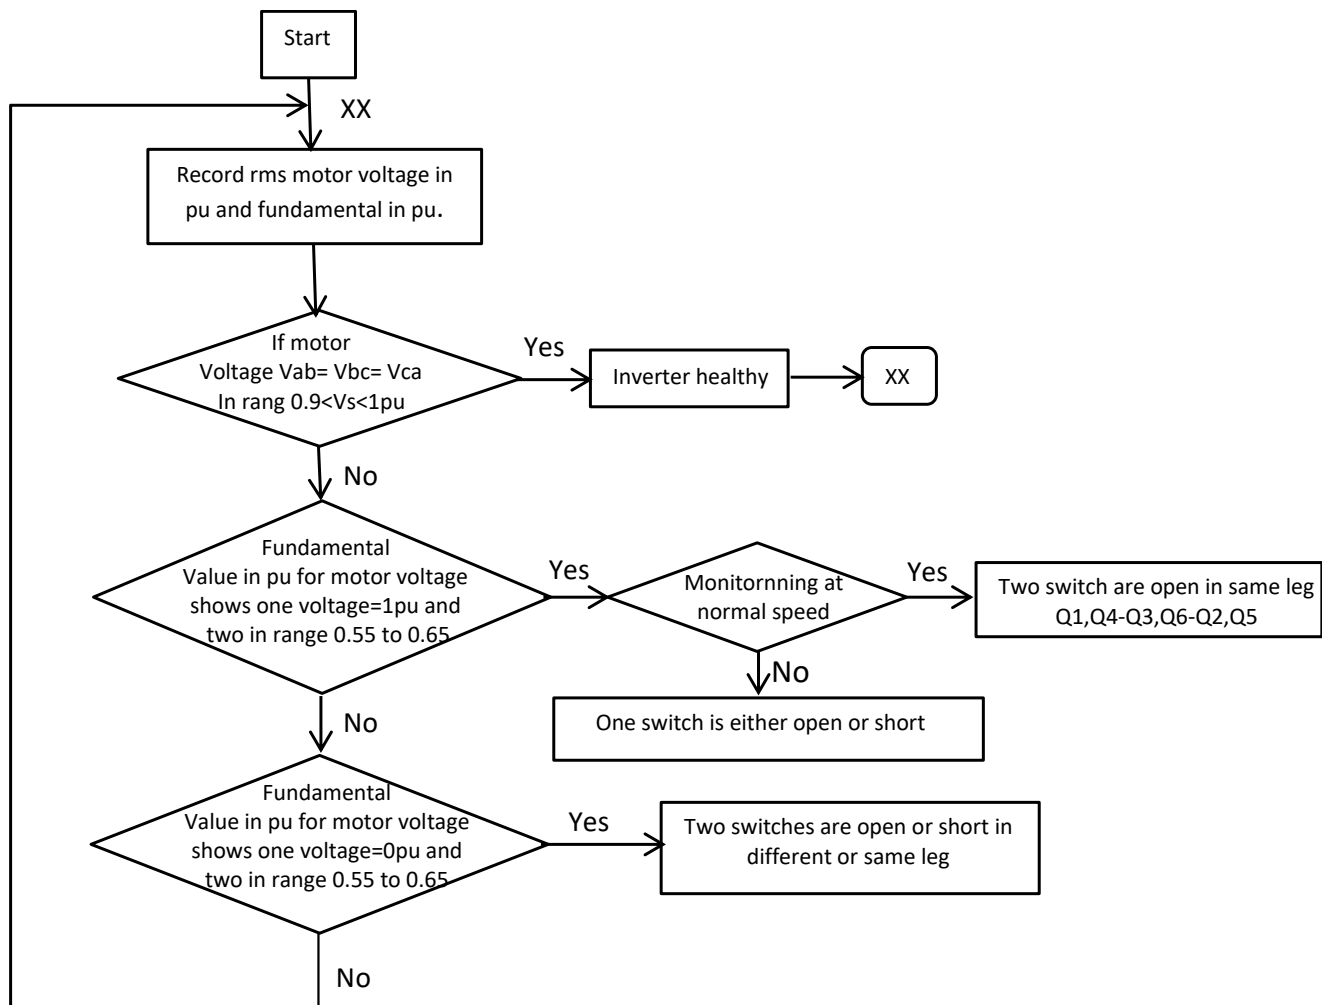 Start
XX
Record rms motor voltage in
pu and fundamental in pu.
If motor
Voltage Vab= Vbc= Vca
In rang 0.9<Vs<1pu
Yes
Inverter healthy
XX
No
Fundamental
Value in pu for motor voltage
shows one voltage=1pu and
two in range 0.55 to 0.65
Yes
Monitornning at
normal speed
Yes
Two switch are open in same leg
Q1,Q4-Q3,Q6-Q2,Q5
No
One switch is either open or short
No
Fundamental
Value in pu for motor voltage
shows one voltage=0pu and
two in range 0.55 to 0.65
Yes
Two switches are open or short in
different or same leg
No